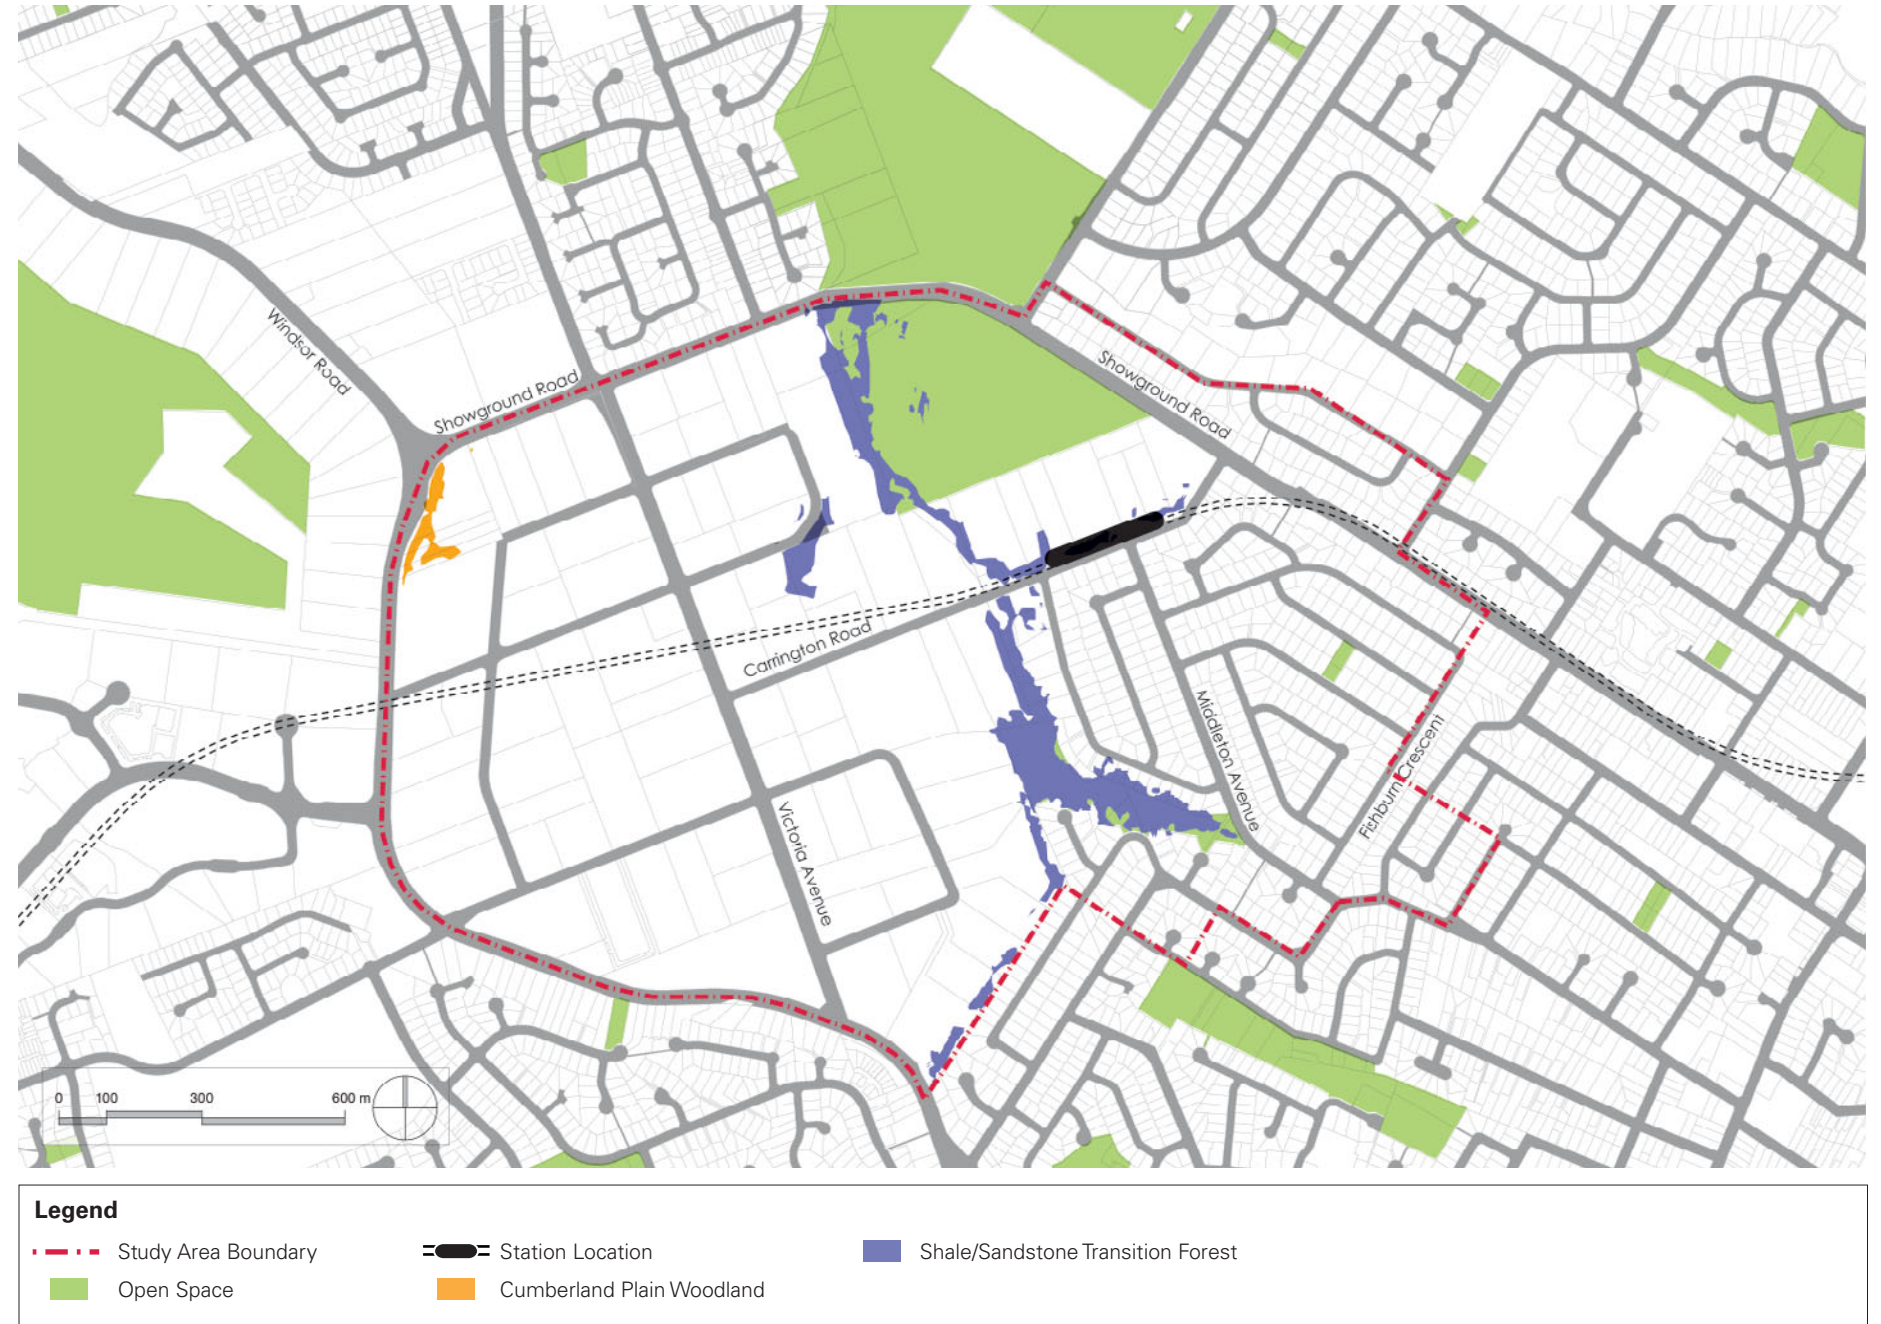 Windsor Road
Showground Road
Showground Road
Carrington Road
Middleton Avenue
Fishburn Crescent
Victoria Avenue
0 100 300 600 m
Legend
Study Area Boundary
Station Location
Shale/Sandstone Transition Forest
Open Space
Cumberland Plain Woodland